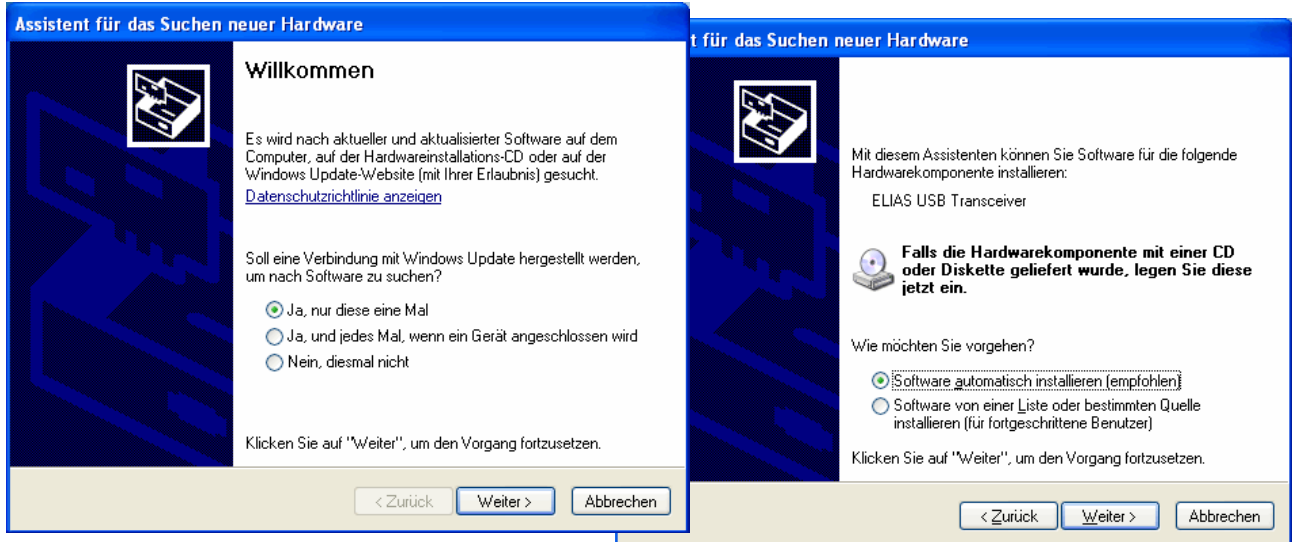 Assistent für das Suchen neuer Hardware
Willkommen
Es wird nach aktueller und aktualisierter Software auf dem
Computer, auf der Hardwareinstallations-CD oder auf der
Windows Update-Website (mit Ihrer Erlaubnis) gesucht.
Datenschutzrichtlinie anzeigen
Soll eine Verbindung mit Windows Update hergestellt werden,
um nach Software zu suchen?
Ja, nur diese eine Mal
Ja, und jedes Mal, wenn ein Gerät angeschlossen wird
Nein, diesmal nicht
Klicken Sie auf "Weiter", um den Vorgang fortzusetzen.
< Zurück Weiter > Abbrechen
t für das Suchen neuer Hardware
Mit diesem Assistenten können Sie Software für die folgende
Hardwarekomponente installieren:
ELIAS USB Transceiver
Falls die Hardwarekomponente mit einer CD
oder Diskette geliefert wurde, legen Sie diese
jetzt ein.
Wie möchten Sie vorgehen?
Software automatisch installieren (empfohlen)
Software von einer Liste oder bestimmten Quelle
installieren (für fortgeschrittene Benutzer)
Klicken Sie auf "Weiter", um den Vorgang fortzusetzen.
< Zurück Weiter > Abbrechen